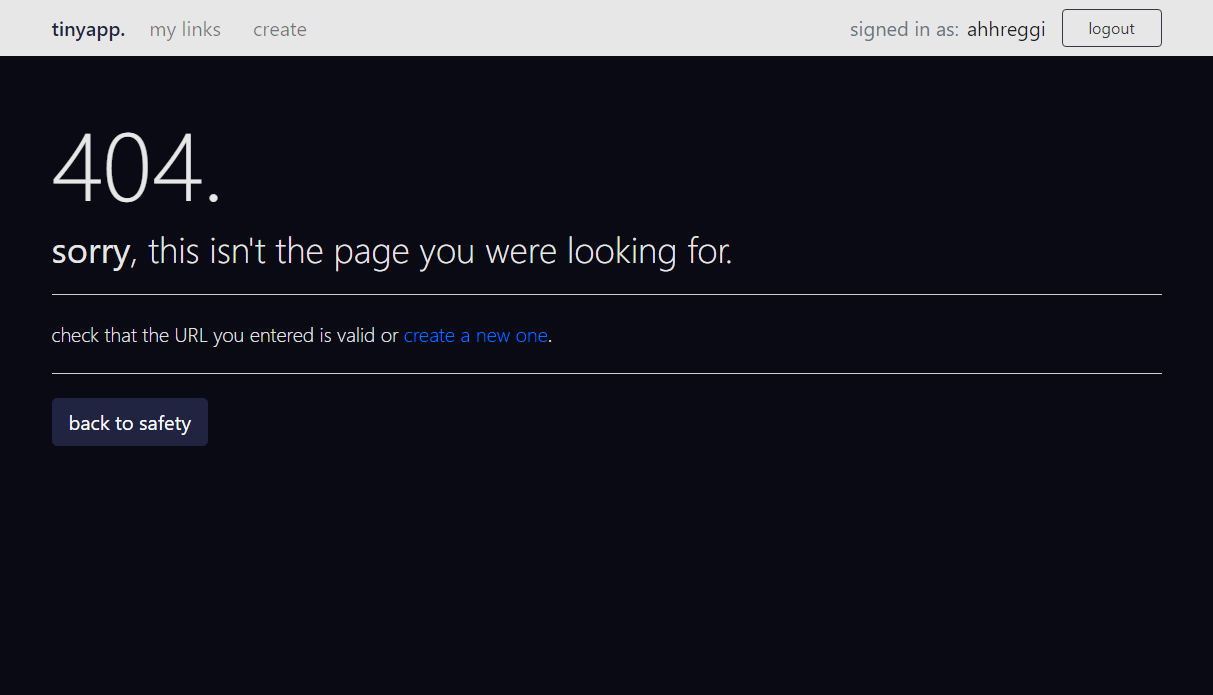 tinyapp. my links create signed in as: ahhreggi logout
404.
sorry, this isn't the page you were looking for.
check that the URL you entered is valid or create a new one.
back to safety